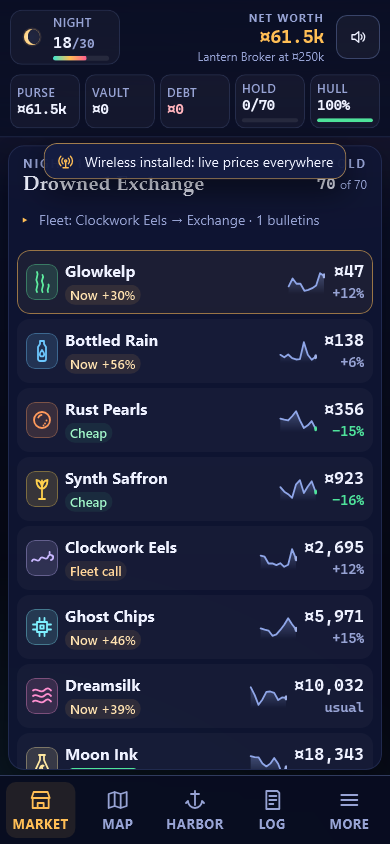 NIGHT
18/30
NET WORTH
¤61.5k
Lantern Broker at ¤250k
PURSE
¤61.5k
VAULT
¤0
DEBT
¤0
HOLD
0/70
HULL
100%
Wireless installed: live prices everywhere
Drowned Exchange
70 of 70
Fleet: Clockwork Eels → Exchange · 1 bulletins
Glowkelp
Now +30%
¤47
+12%
Bottled Rain
Now +56%
¤138
+6%
Rust Pearls
Cheap
¤356
−15%
Synth Saffron
Cheap
¤923
−16%
Clockwork Eels
Fleet call
¤2,695
+12%
Ghost Chips
Now +46%
¤5,971
+15%
Dreamsilk
Now +39%
¤10,032
usual
Moon Ink
¤18,343
MARKET
MAP
HARBOR
LOG
MORE